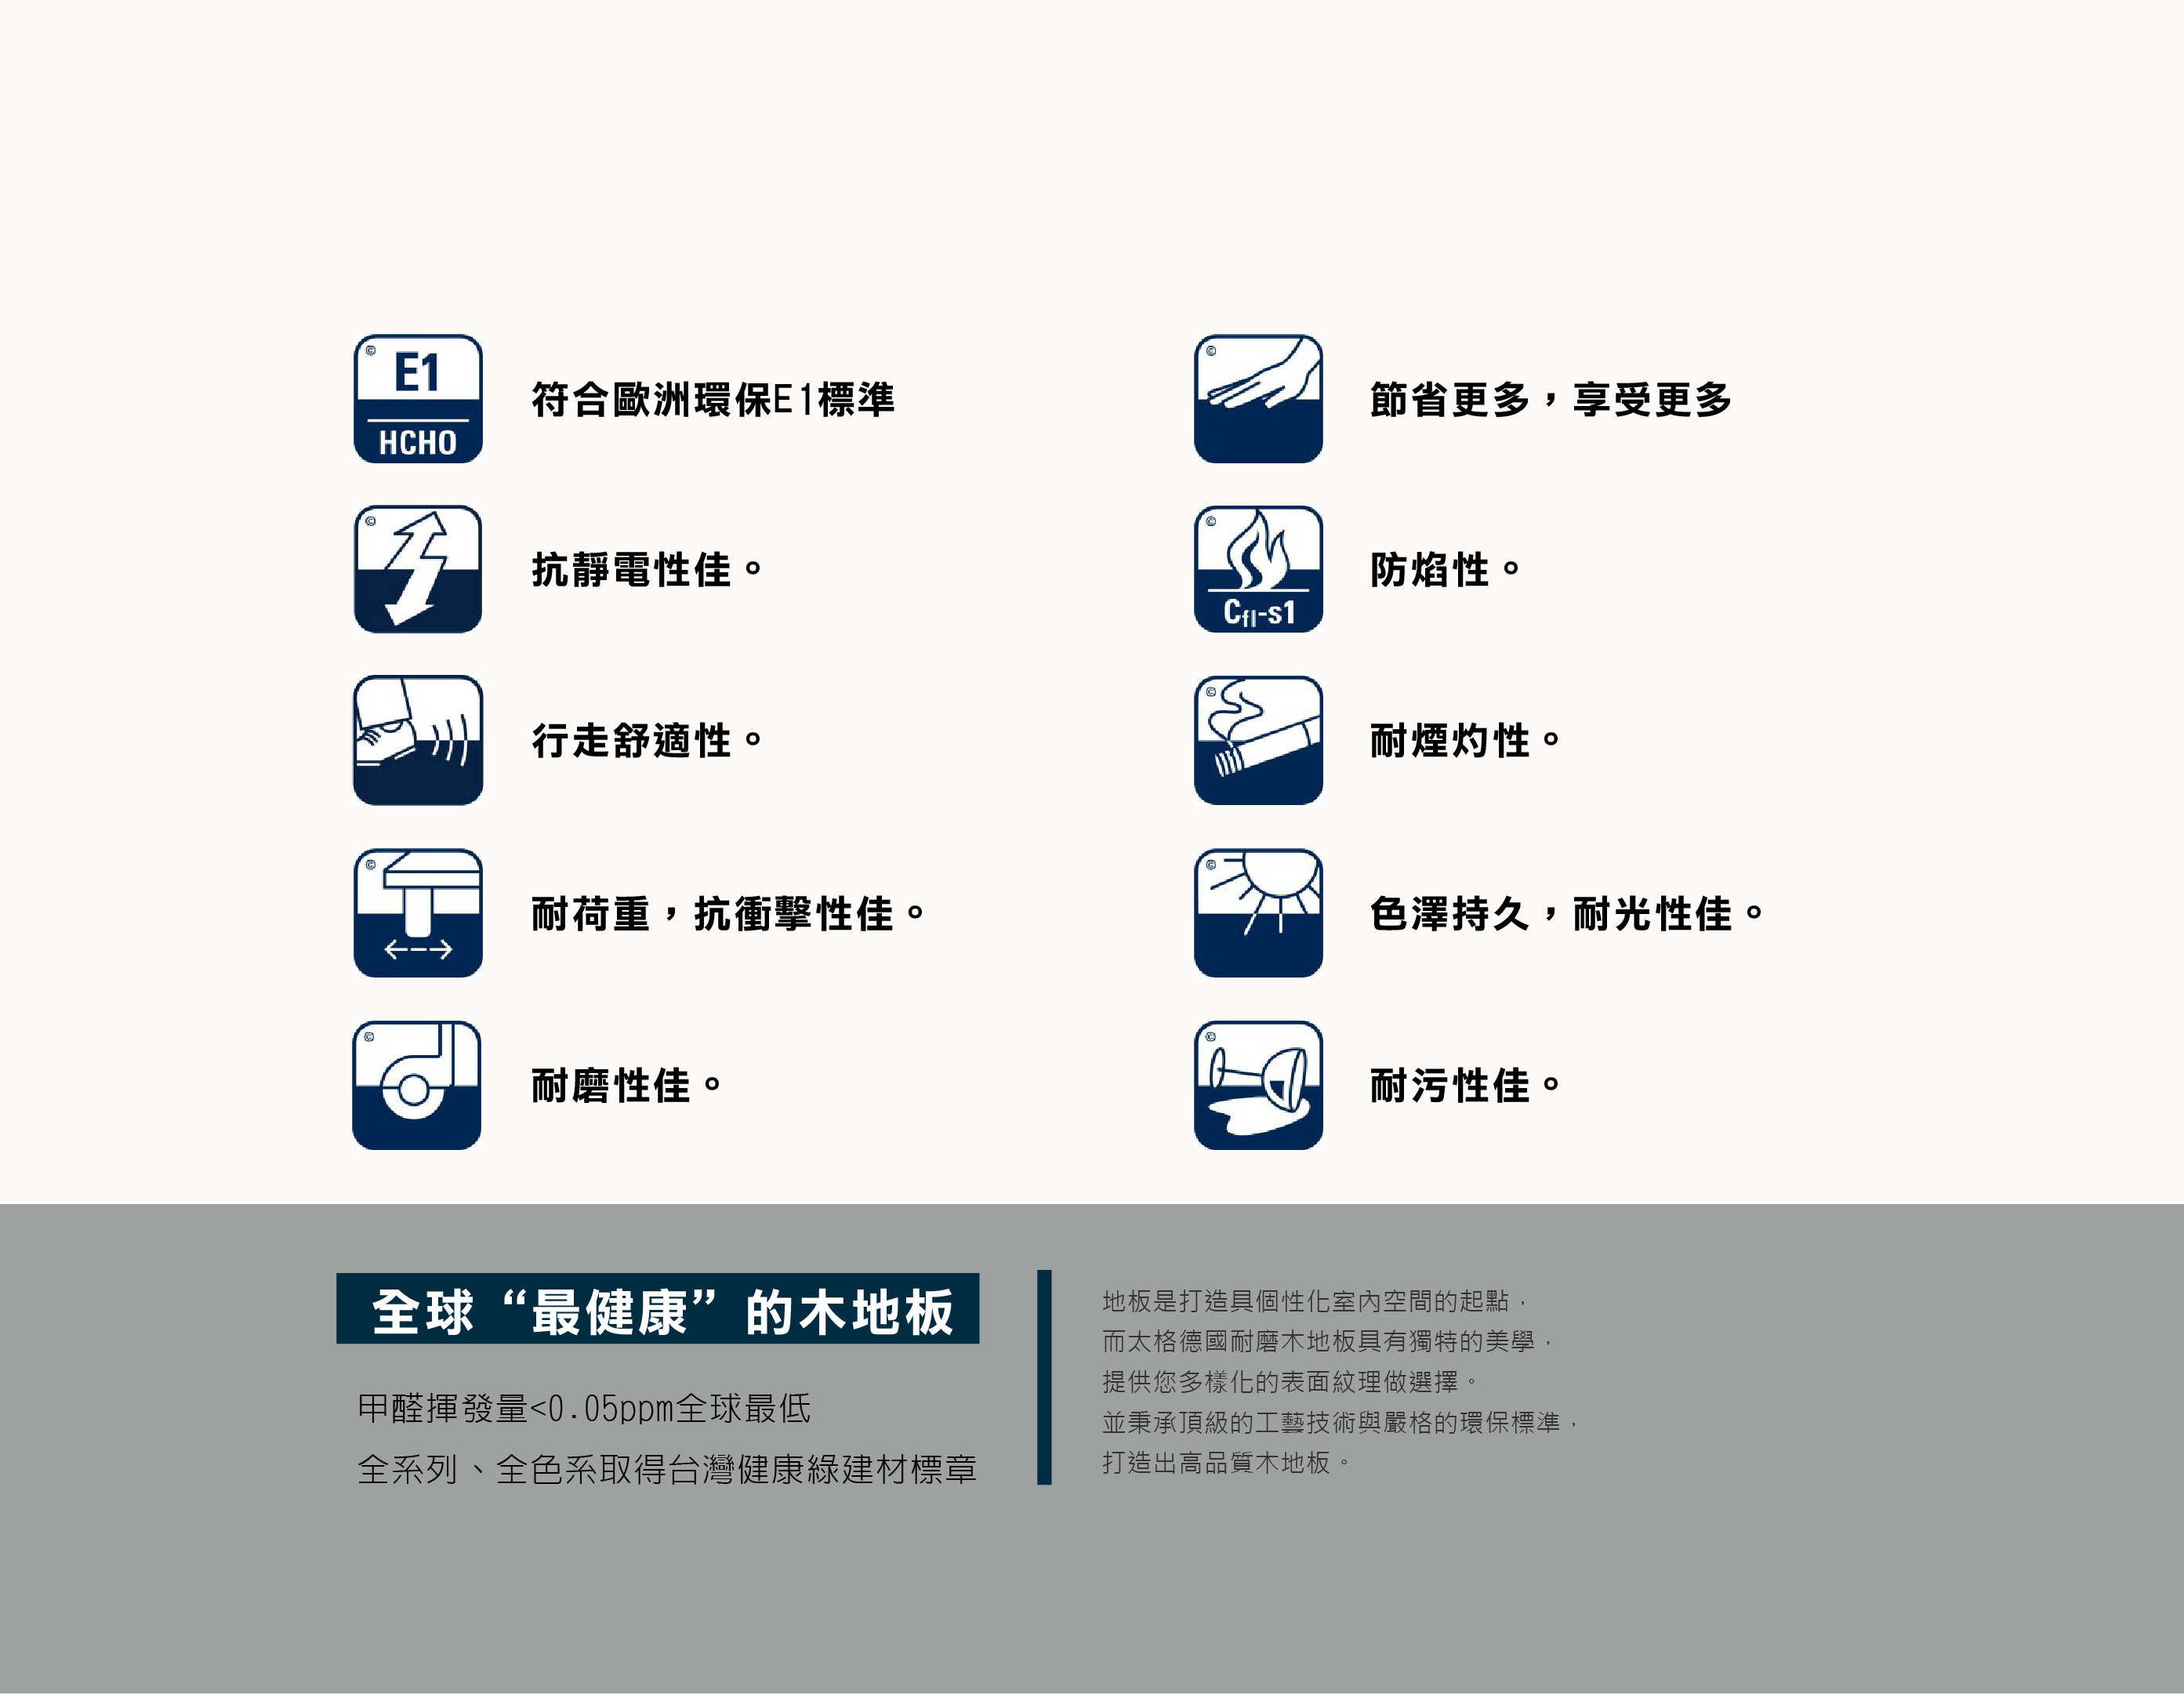 © E1
HCHO
符合歐洲環保E1標準
©
抗靜電性佳。
行走舒適性。
©
耐荷重，抗衝擊性佳。
©
耐磨性佳。
©
節省更多，享受更多
©
Cfl-s1
防焰性。
©
耐煙灼性。
©
色澤持久，耐光性佳。
©
耐污性佳。
全球“最健康”的木地板
甲醛揮發量<0.05ppm全球最低
全系列、全色系取得台灣健康綠建材標章
地板是打造具個性化室內空間的起點，
而太格德國耐磨木地板具有獨特的美學，
提供您多樣化的表面紋理做選擇。
並秉承頂級的工藝技術與嚴格的環保標準，
打造出高品質木地板。